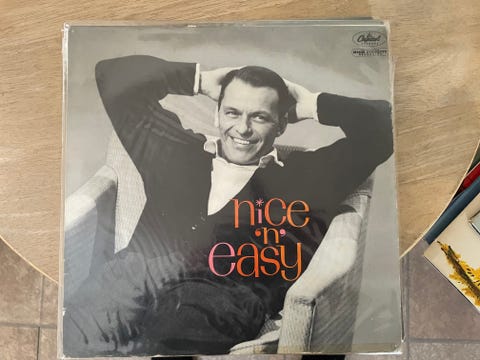 Capitol
nice
'n'
easy